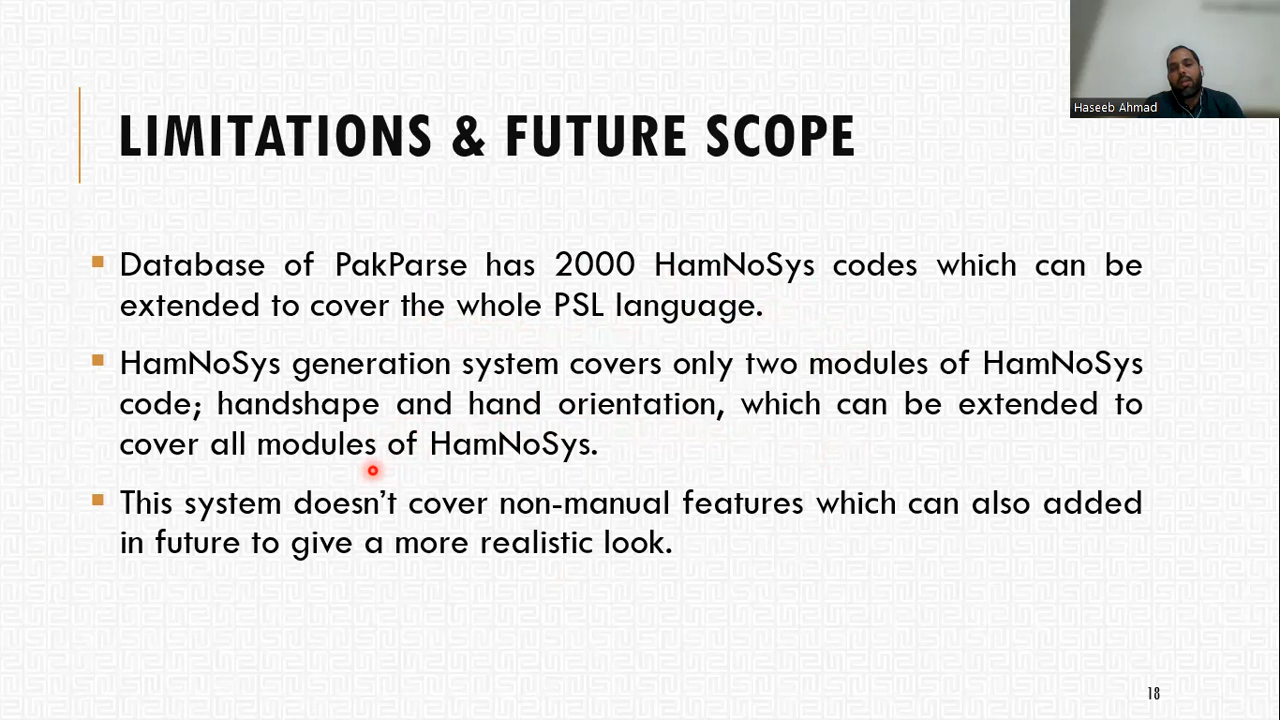 Haseeb Ahmad
LIMITATIONS & FUTURE SCOPE
Database of PakParse has 2000 HamNoSys codes which can be
extended to cover the whole PSL language.
HamNoSys generation system covers only two modules of HamNoSys
code; handshape and hand orientation, which can be extended to
cover all modules of HamNoSys.
This system doesn’t cover non-manual features which can also added
in future to give a more realistic look.
18